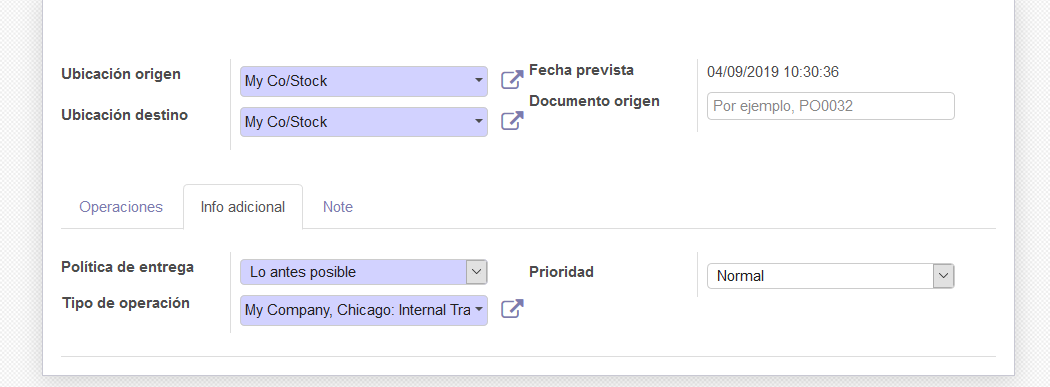 Ubicación origen
My Co/Stock
Fecha prevista
04/09/2019 10:30:36
Ubicación destino
My Co/Stock
Documento origen
Por ejemplo, PO0032
Operaciones
Info adicional
Note
Política de entrega
Lo antes posible
Prioridad
Normal
Tipo de operación
My Company, Chicago: Internal Tra